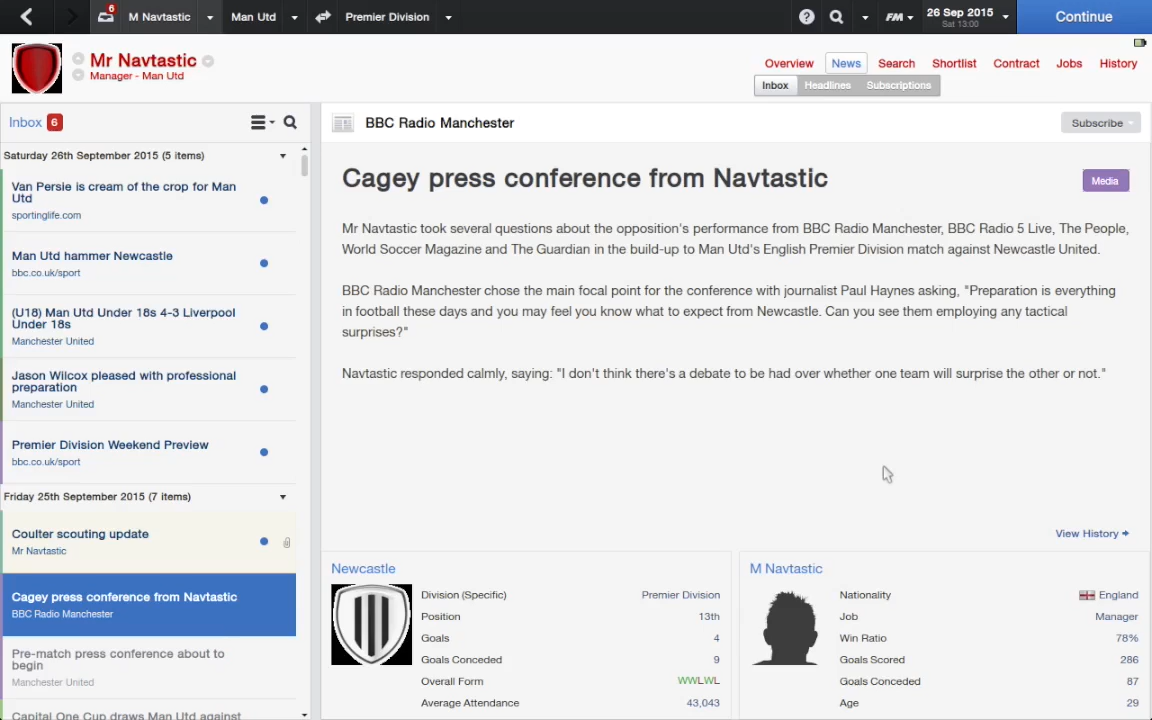 6
M Navtastic
Man Utd
Premier Division
?
FM
26 Sep 2015
Sat 13:00
Continue
Mr Navtastic
Manager - Man Utd
Overview News Search Shortlist Contract Jobs History
Inbox Headlines Subscriptions
Inbox 6
BBC Radio Manchester
Subscribe
Saturday 26th September 2015 (5 items)
Van Persie is cream of the crop for Man
Utd
sportinglife.com
Man Utd hammer Newcastle
bbc.co.uk/sport
(U18) Man Utd Under 18s 4-3 Liverpool
Under 18s
Manchester United
Jason Wilcox pleased with professional
preparation
Manchester United
Premier Division Weekend Preview
bbc.co.uk/sport
Friday 25th September 2015 (7 items)
Coulter scouting update
Mr Navtastic
Cagey press conference from Navtastic
BBC Radio Manchester
Pre-match press conference about to
begin
Manchester United
Capital One Cup draws Man Utd against
Cagey press conference from Navtastic
Media
Mr Navtastic took several questions about the opposition's performance from BBC Radio Manchester, BBC Radio 5 Live, The People,
World Soccer Magazine and The Guardian in the build-up to Man Utd's English Premier Division match against Newcastle United.
BBC Radio Manchester chose the main focal point for the conference with journalist Paul Haynes asking, "Preparation is everything
in football these days and you may feel you know what to expect from Newcastle. Can you see them employing any tactical
surprises?"
Navtastic responded calmly, saying: "I don't think there's a debate to be had over whether one team will surprise the other or not."
View History
Newcastle
Division (Specific) Premier Division
Position 13th
Goals 4
Goals Conceded 9
Overall Form WWLWL
Average Attendance 43,043
M Navtastic
Nationality England
Job Manager
Win Ratio 78%
Goals Scored 286
Goals Conceded 87
Age 29